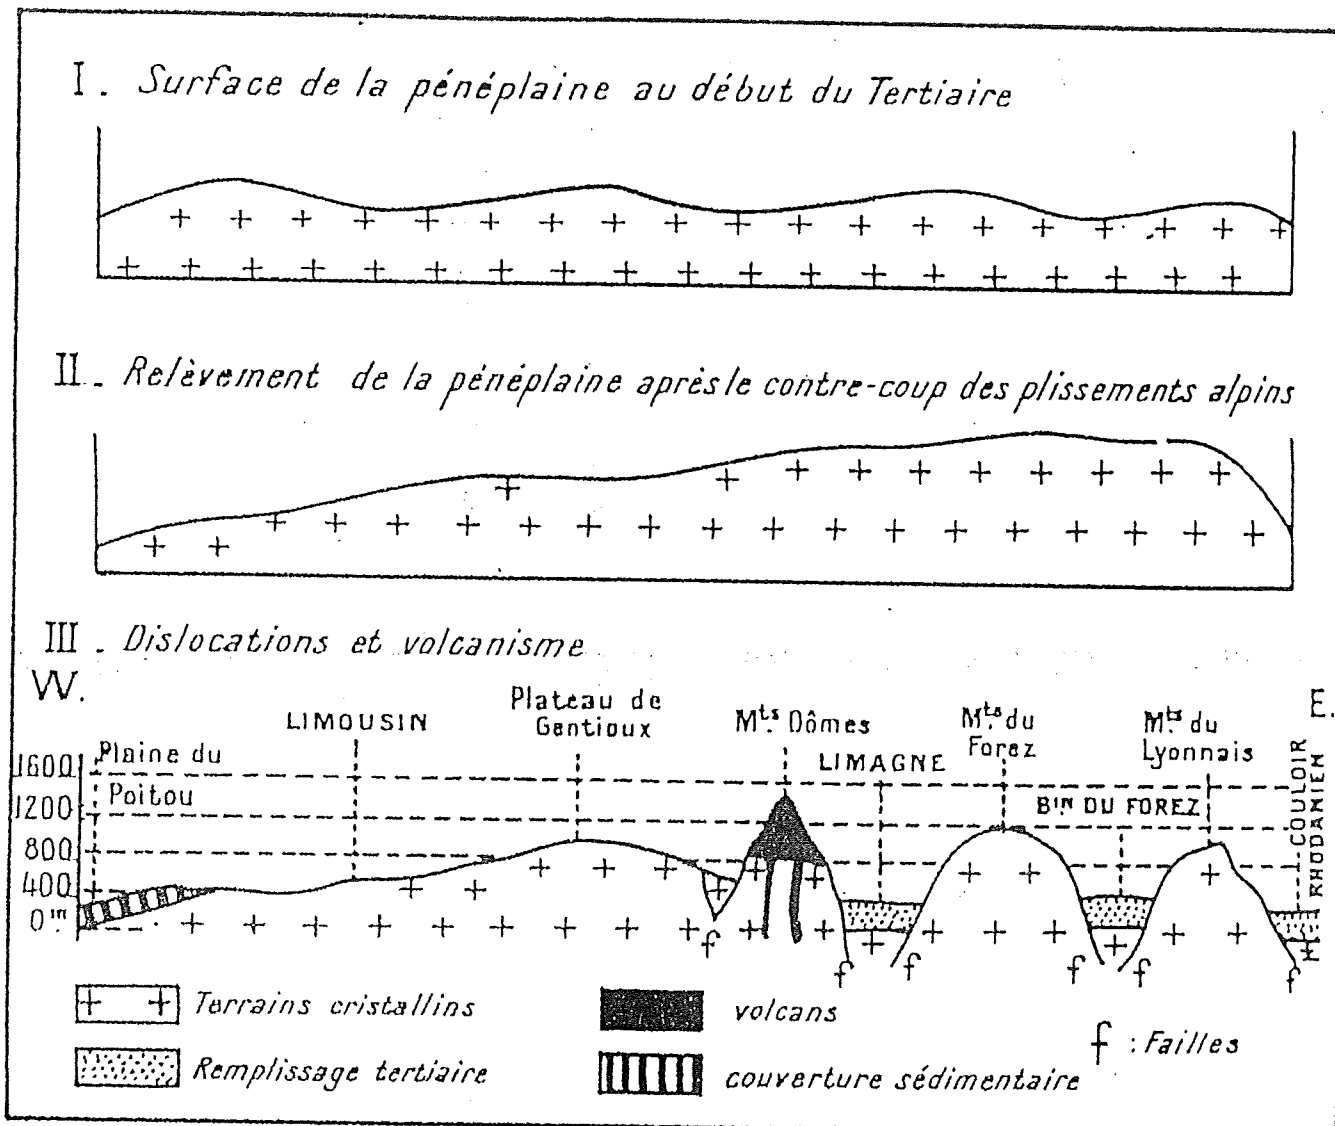 I. Surface de la pénéplaine au début du Tertiaire
II. Relèvement de la pénéplaine après le contre-coup des plissements alpins
III. Dislocations et volcanisme
W.
E.
Plaine du
Poitou
LIMOUSIN
Plateau de
Gentioux
Mts Dômes
LIMAGNE
Mts du
Forez
BIN DU FOREZ
Mts du
Lyonnais
COULOIR
RHODANIEN
1600
1200
800
400
0m
f
f
f
f
f
f
Terrains cristallins
volcans
f : Failles
Remplissage tertiaire
couverture sédimentaire